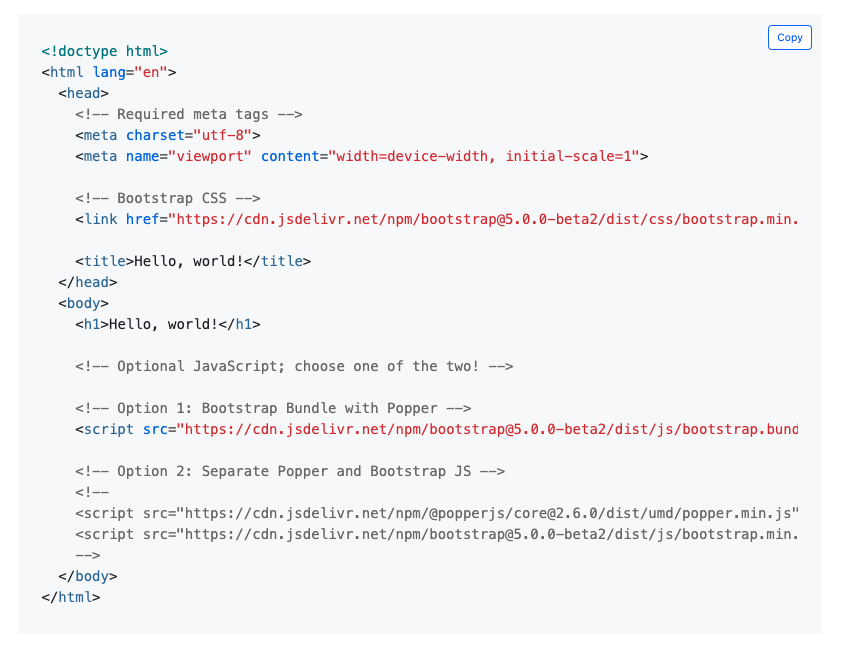 Copy
<!doctype html>
<html lang="en">
  <head>
    <!-- Required meta tags -->
    <meta charset="utf-8">
    <meta name="viewport" content="width=device-width, initial-scale=1">

    <!-- Bootstrap CSS -->
    <link href="https://cdn.jsdelivr.net/npm/bootstrap@5.0.0-beta2/dist/css/bootstrap.min.

    <title>Hello, world!</title>
  </head>
  <body>
    <h1>Hello, world!</h1>

    <!-- Optional JavaScript; choose one of the two! -->

    <!-- Option 1: Bootstrap Bundle with Popper -->
    <script src="https://cdn.jsdelivr.net/npm/bootstrap@5.0.0-beta2/dist/js/bootstrap.bund

    <!-- Option 2: Separate Popper and Bootstrap JS -->
    <!--
    <script src="https://cdn.jsdelivr.net/npm/@popperjs/core@2.6.0/dist/umd/popper.min.js"
    <script src="https://cdn.jsdelivr.net/npm/bootstrap@5.0.0-beta2/dist/js/bootstrap.min.
    -->
  </body>
</html>